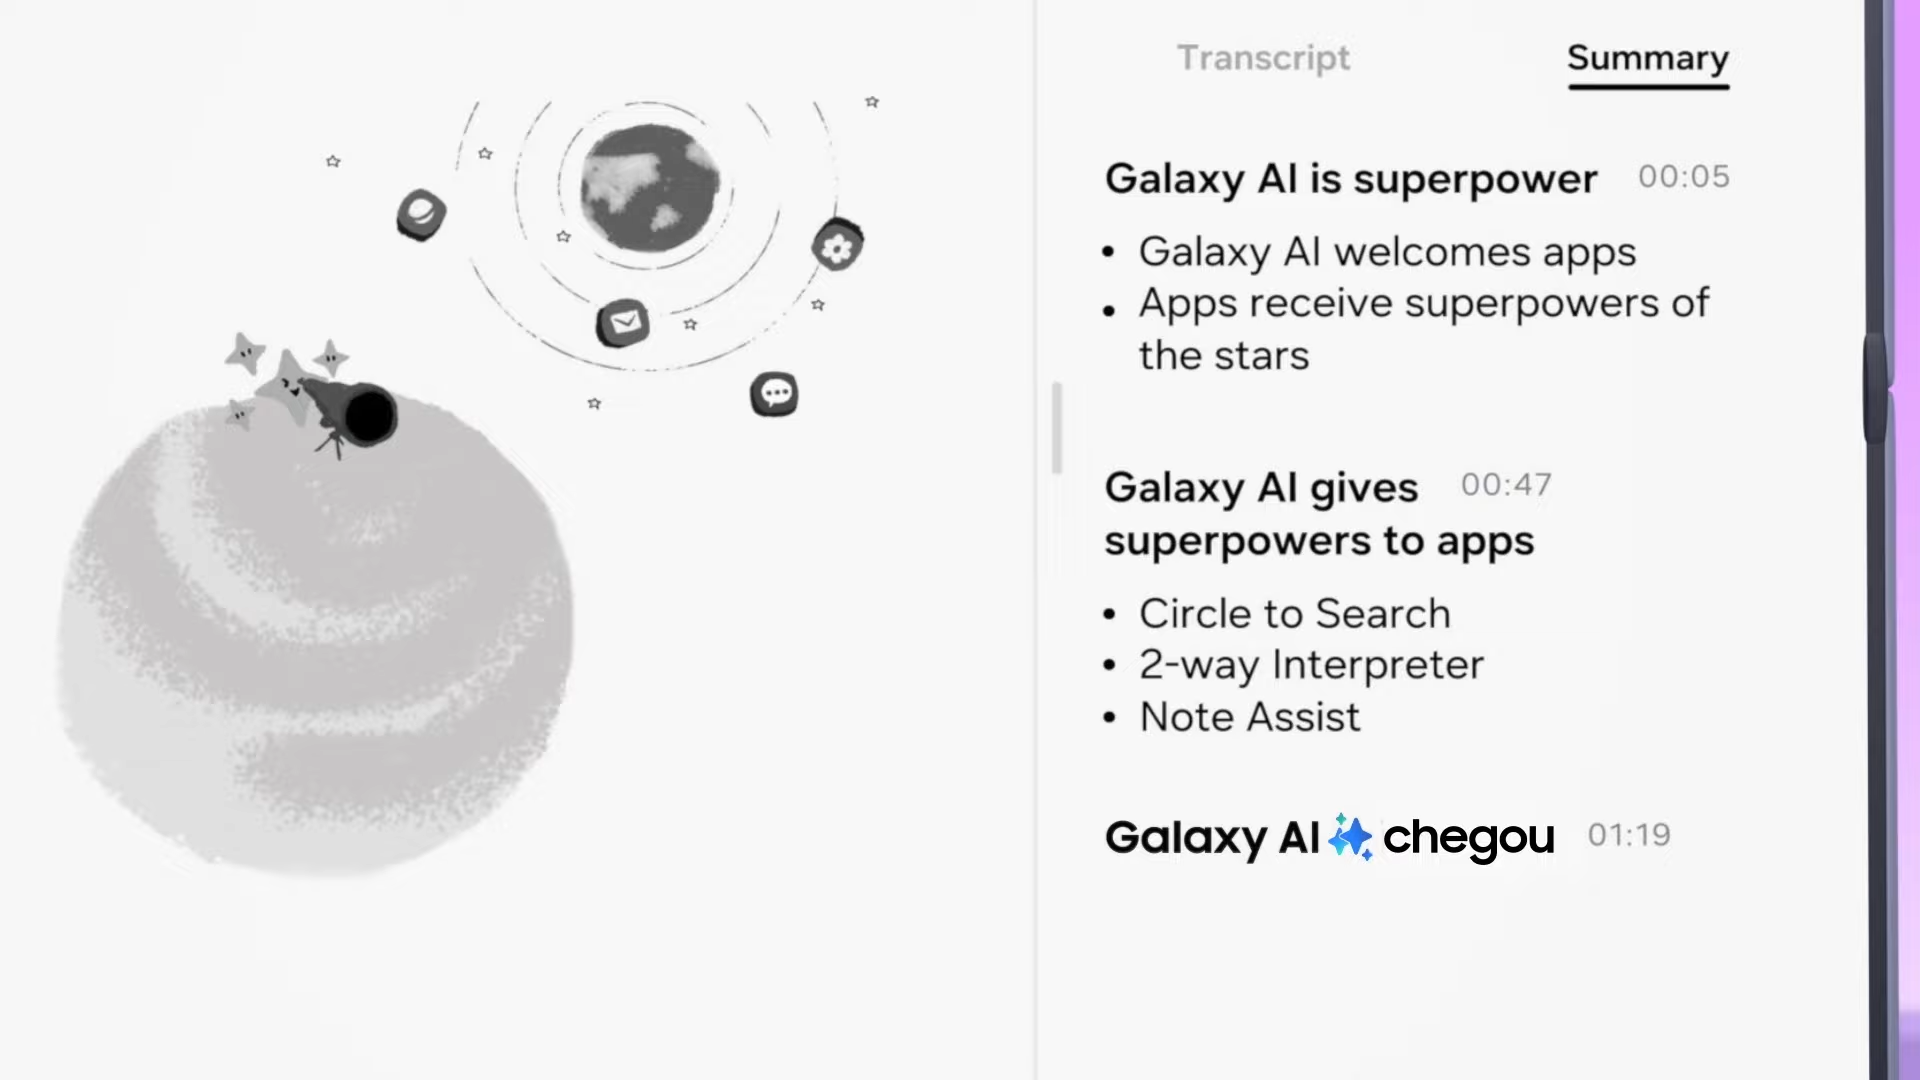 Transcript
Summary
Galaxy AI is superpower 00:05
• Galaxy AI welcomes apps
• Apps receive superpowers of
the stars
Galaxy AI gives 00:47
superpowers to apps
• Circle to Search
• 2-way Interpreter
• Note Assist
Galaxy AI chegou 01:19